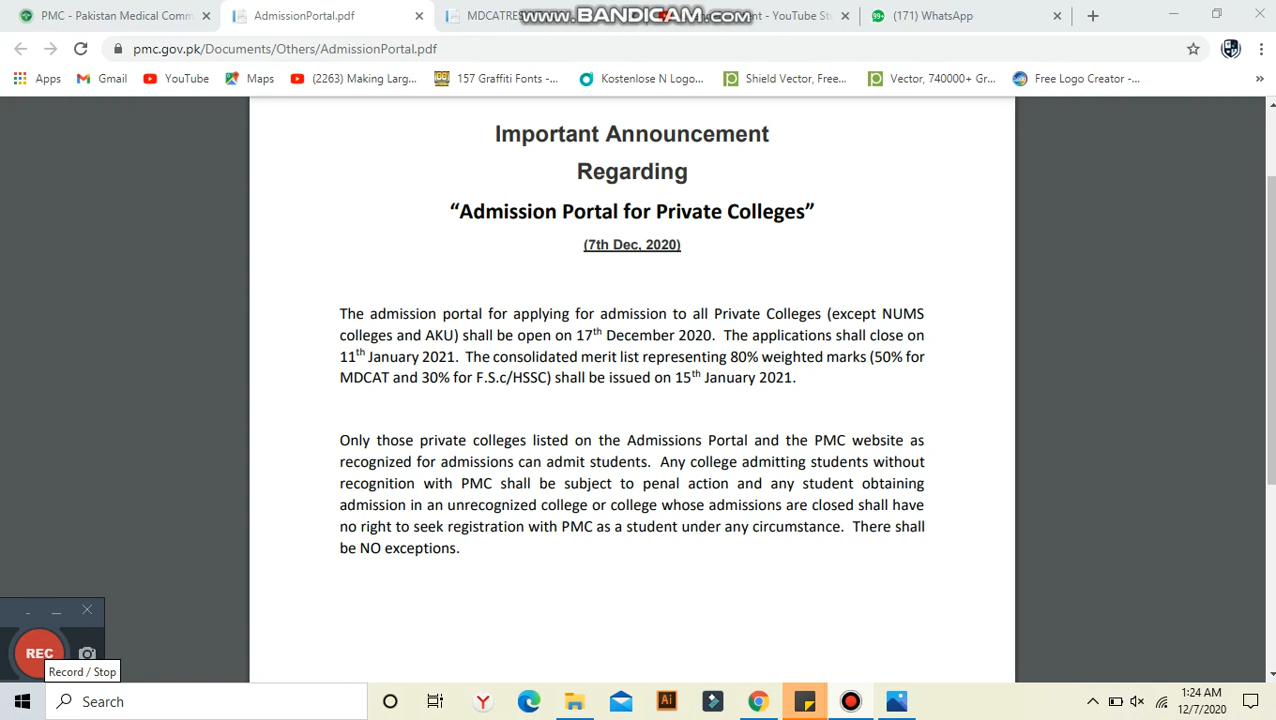 PMC - Pakistan Medical Comm
AdmissionPortal.pdf
MDCATRES
WWW.BANDICAM.COM
ent - YouTube St
(171) WhatsApp
pmc.gov.pk/Documents/Others/AdmissionPortal.pdf
Apps
Gmail
YouTube
Maps
(2263) Making Larg...
157 Graffiti Fonts -...
Kostenlose N Logo...
Shield Vector, Free...
Vector, 740000+ Gr...
Free Logo Creator -...
Important Announcement
Regarding
“Admission Portal for Private Colleges”
(7th Dec, 2020)
The admission portal for applying for admission to all Private Colleges (except NUMS
colleges and AKU) shall be open on 17th December 2020. The applications shall close on
11th January 2021. The consolidated merit list representing 80% weighted marks (50% for
MDCAT and 30% for F.S.c/HSSC) shall be issued on 15th January 2021.
Only those private colleges listed on the Admissions Portal and the PMC website as
recognized for admissions can admit students. Any college admitting students without
recognition with PMC shall be subject to penal action and any student obtaining
admission in an unrecognized college or college whose admissions are closed shall have
no right to seek registration with PMC as a student under any circumstance. There shall
be NO exceptions.
REC
Record / Stop
Search
1:24 AM
12/7/2020